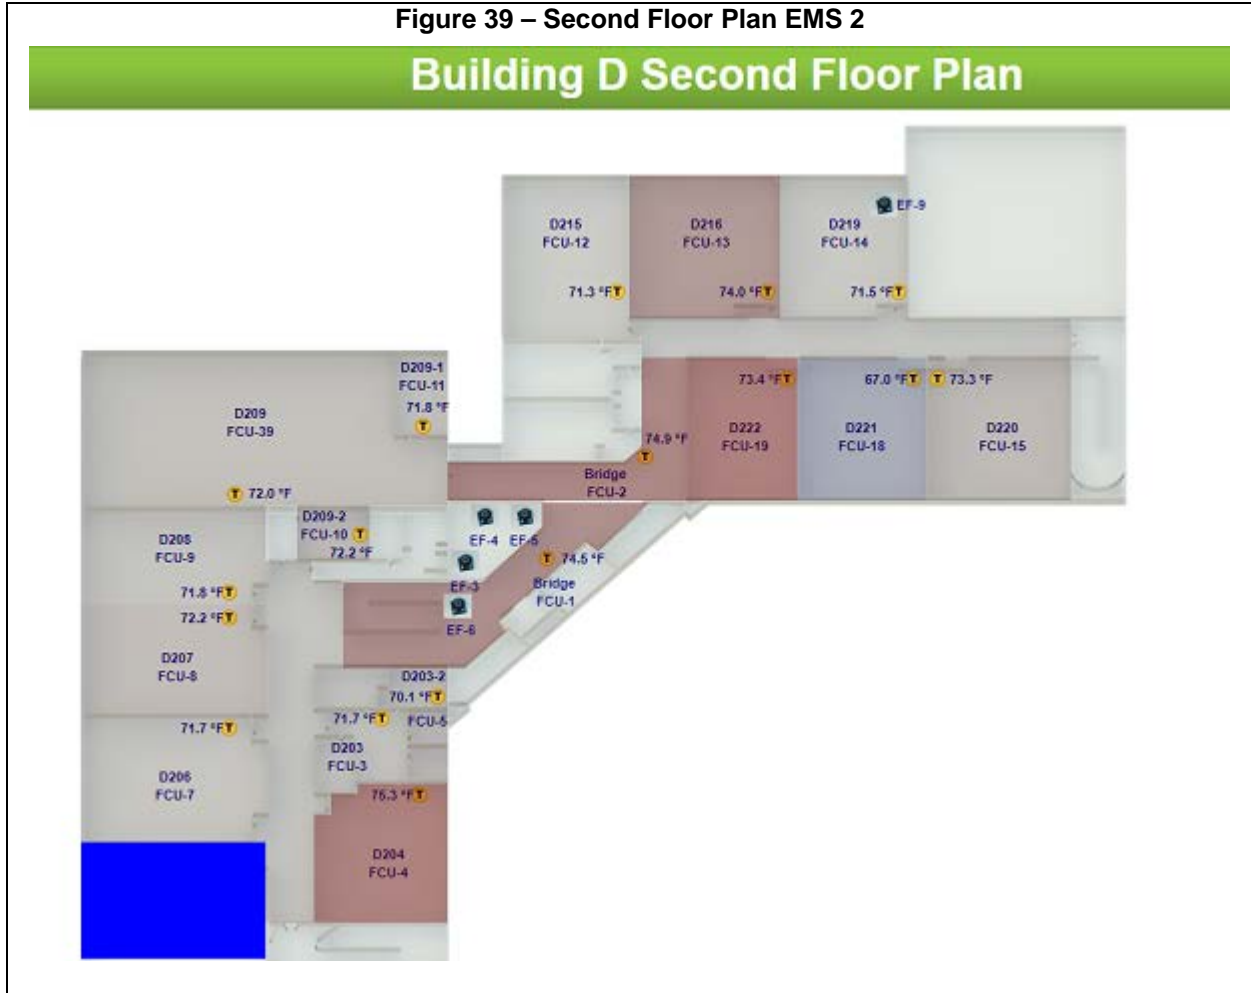 Figure 39 – Second Floor Plan EMS 2
Building D Second Floor Plan
D215
FCU-12
71.3 °F T
D216
FCU-13
74.0 °F T
D219
FCU-14
EF-9
71.5 °F T
D209-1
FCU-11
71.8 °F
T
D209
FCU-39
T 72.0 °F
73.4 °F T
D222
FCU-19
67.0 °F T
D221
FCU-18
T 73.3 °F
D220
FCU-15
74.9 °F
T
Bridge
FCU-2
D209-2
FCU-10 T
72.2 °F
EF-4
EF-5
EF-3
EF-6
T 74.5 °F
Bridge
FCU-1
D208
FCU-9
71.8 °F T
72.2 °F T
D207
FCU-8
D203-2
70.1 °F T
FCU-5
71.7 °F T
D203
FCU-3
71.7 °F T
D206
FCU-7
75.3 °F T
D204
FCU-4